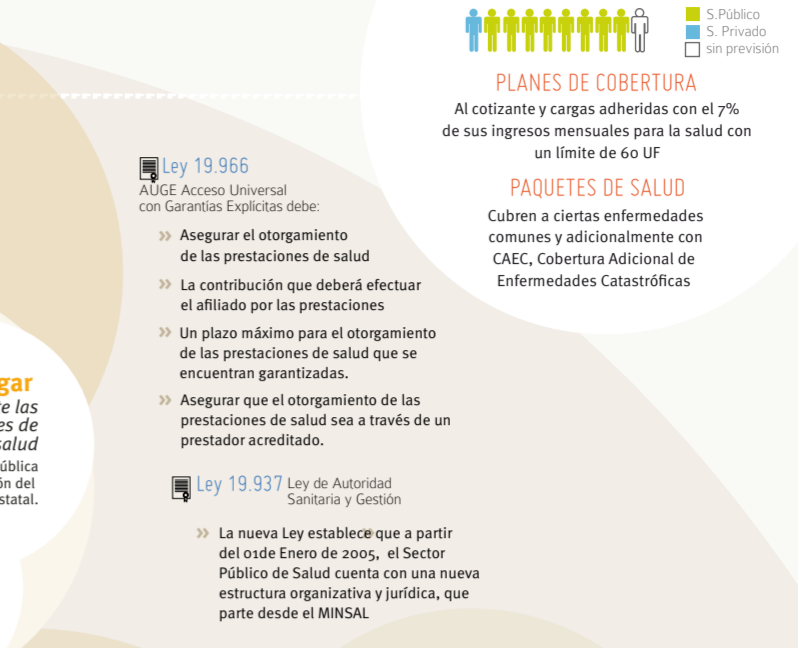 S.Público
S. Privado
sin previsión
PLANES DE COBERTURA
Al cotizante y cargas adheridas con el 7%
de sus ingresos mensuales para la salud con
un límite de 60 UF
PAQUETES DE SALUD
Cubren a ciertas enfermedades
comunes y adicionalmente con
CAEC, Cobertura Adicional de
Enfermedades Catastróficas
Ley 19.966
AUGE Acceso Universal
con Garantías Explícitas debe:
» Asegurar el otorgamiento
de las prestaciones de salud
» La contribución que deberá efectuar
el afiliado por las prestaciones
» Un plazo máximo para el otorgamiento
de las prestaciones de salud que se
encuentran garantizadas.
» Asegurar que el otorgamiento de las
prestaciones de salud sea a través de un
prestador acreditado.
Ley 19.937 Ley de Autoridad
Sanitaria y Gestión
» La nueva Ley establece que a partir
del 01de Enero de 2005, el Sector
Público de Salud cuenta con una nueva
estructura organizativa y jurídica, que
parte desde el MINSAL
gar
las
es de
salud
ública
ón del
statal.